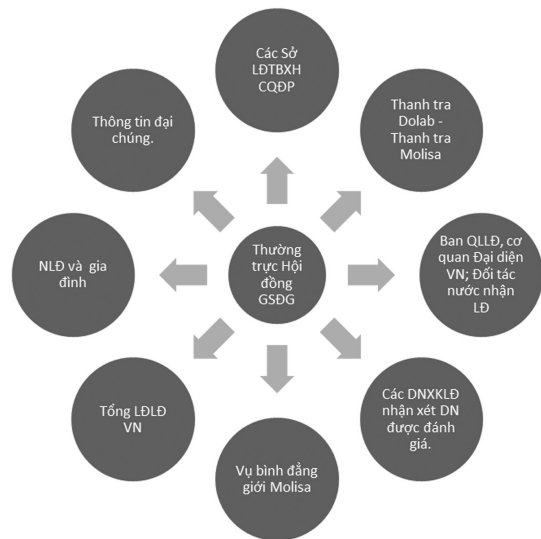 Các Sở
LĐTBXH
CQĐP
Thanh tra
Dolab -
Thanh tra
Molisa
Ban QLLĐ, cơ
quan Đại diện
VN; Đối tác
nước nhận
LĐ
Các DNXKLĐ
nhận xét DN
được đánh
giá.
Vụ bình đẳng
giới Molisa
Tổng LĐLĐ
VN
NLĐ và gia
đình
Thông tin đại
chúng.
Thường
trực Hội
đồng
GSĐG